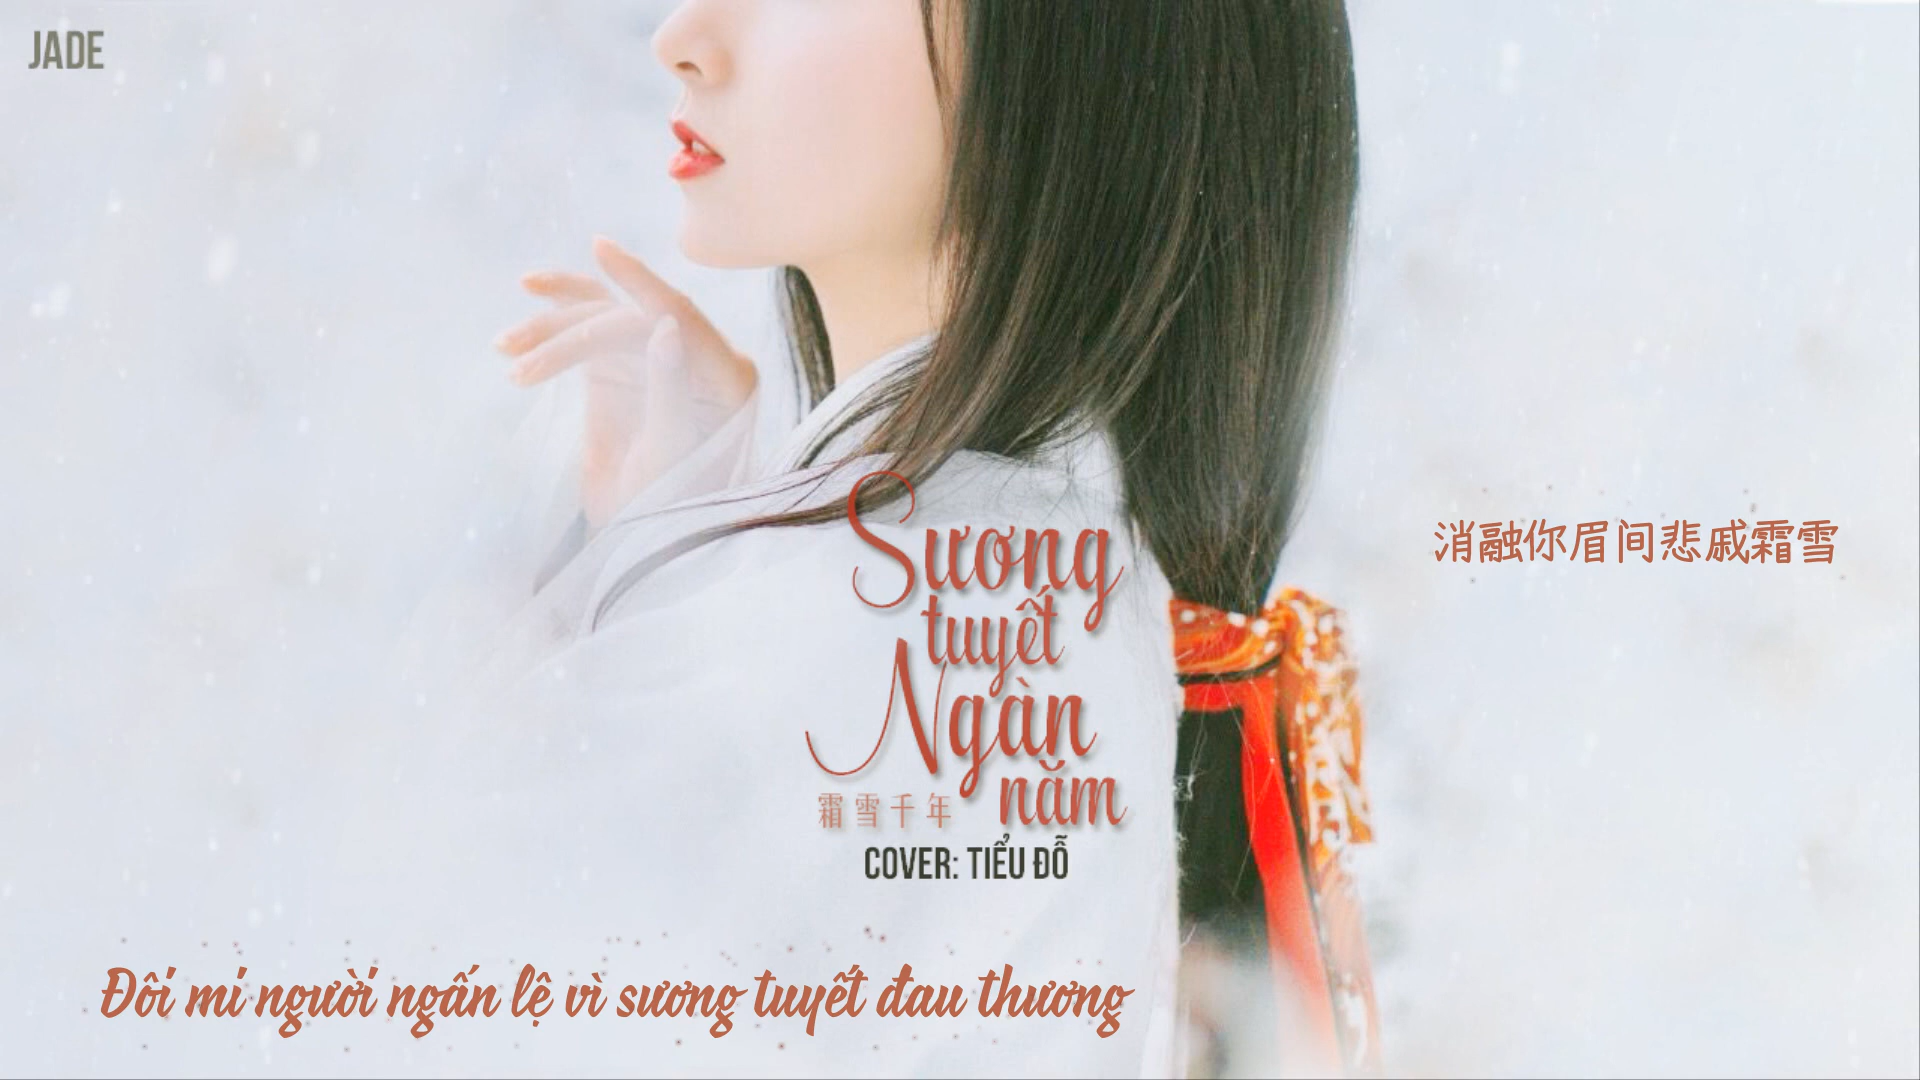 JADE
消融你眉间悲戚霜雪
Sương
tuyết
Ngàn
năm
霜雪千年
COVER: TIỂU ĐỖ
Đôi mi người ngấn lệ vì sương tuyết đau thương